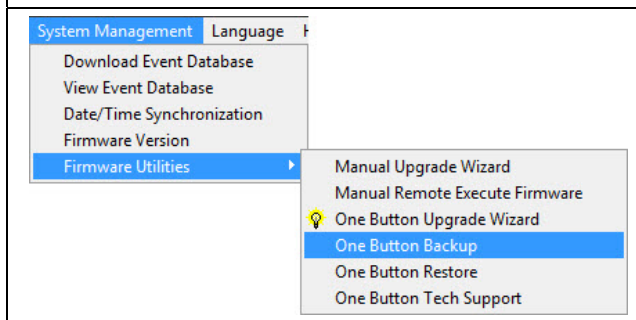 System Management Language
Download Event Database
View Event Database
Date/Time Synchronization
Firmware Version
Firmware Utilities
Manual Upgrade Wizard
Manual Remote Execute Firmware
One Button Upgrade Wizard
One Button Backup
One Button Restore
One Button Tech Support